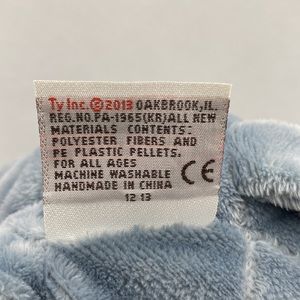 Ty Inc.©2013 OAKBROOK,IL.
REG.NO.PA-1965(KR)ALL NEW
MATERIALS CONTENTS:
POLYESTER FIBERS AND
PE PLASTIC PELLETS.
FOR ALL AGES
MACHINE WASHABLE
HANDMADE IN CHINA
12 13
CE